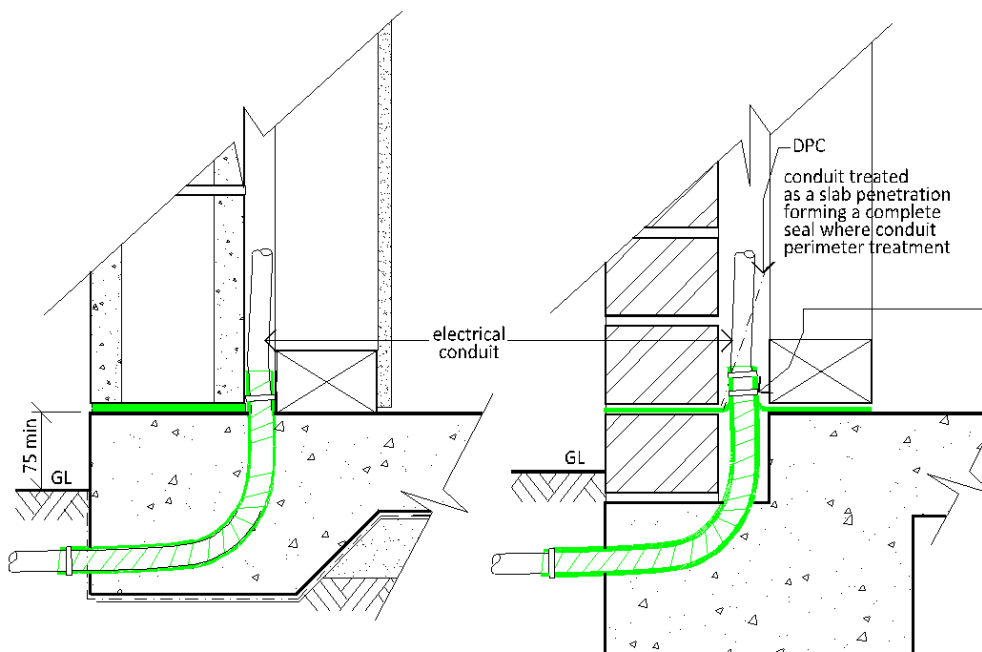 DPC
conduit treated
as a slab penetration
forming a complete
seal where conduit
perimeter treatment
electrical
conduit
75 min
GL
GL